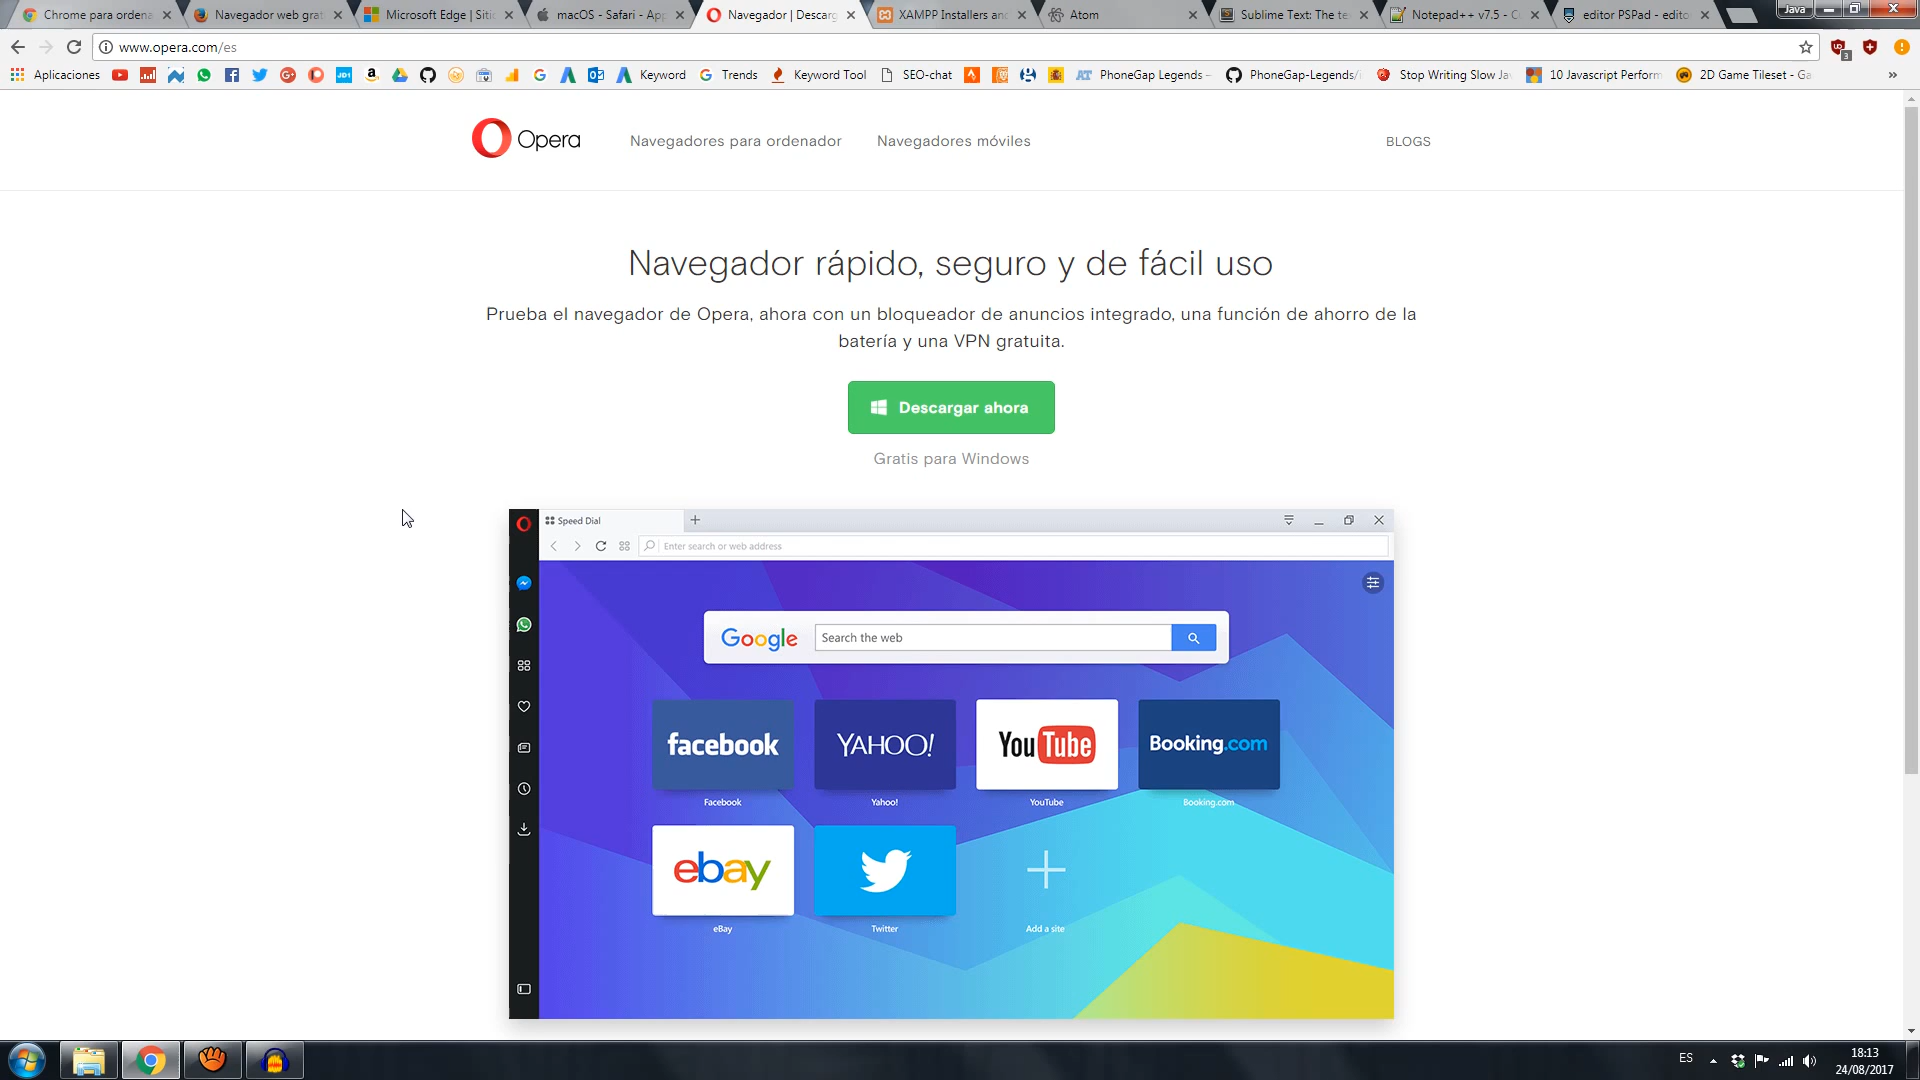 Chrome para ordena
Navegador web grat
Microsoft Edge | Siti
macOS - Safari - App
Navegador | Descarg
XAMPP Installers and
Atom
Sublime Text: The te
Notepad++ v7.5 - C
editor PSPad - edito
Java
www.opera.com/es
3
Aplicaciones
JDI
Keyword
Trends
Keyword Tool
SEO-chat
AT
PhoneGap Legends -
PhoneGap-Legends/
Stop Writing Slow Ja
10 Javascript Perform
2D Game Tileset - Ga
»
Opera
Navegadores para ordenador
Navegadores móviles
BLOGS
Navegador rápido, seguro y de fácil uso
Prueba el navegador de Opera, ahora con un bloqueador de anuncios integrado, una función de ahorro de la
batería y una VPN gratuita.
Descargar ahora
Gratis para Windows
Speed Dial
Enter search or web address
Google
Search the web
facebook
YAHOO!
YouTube
Booking.com
Facebook
Yahoo!
YouTube
Booking.com
ebay
eBay
Twitter
Add a site
ES
18:13
24/08/2017